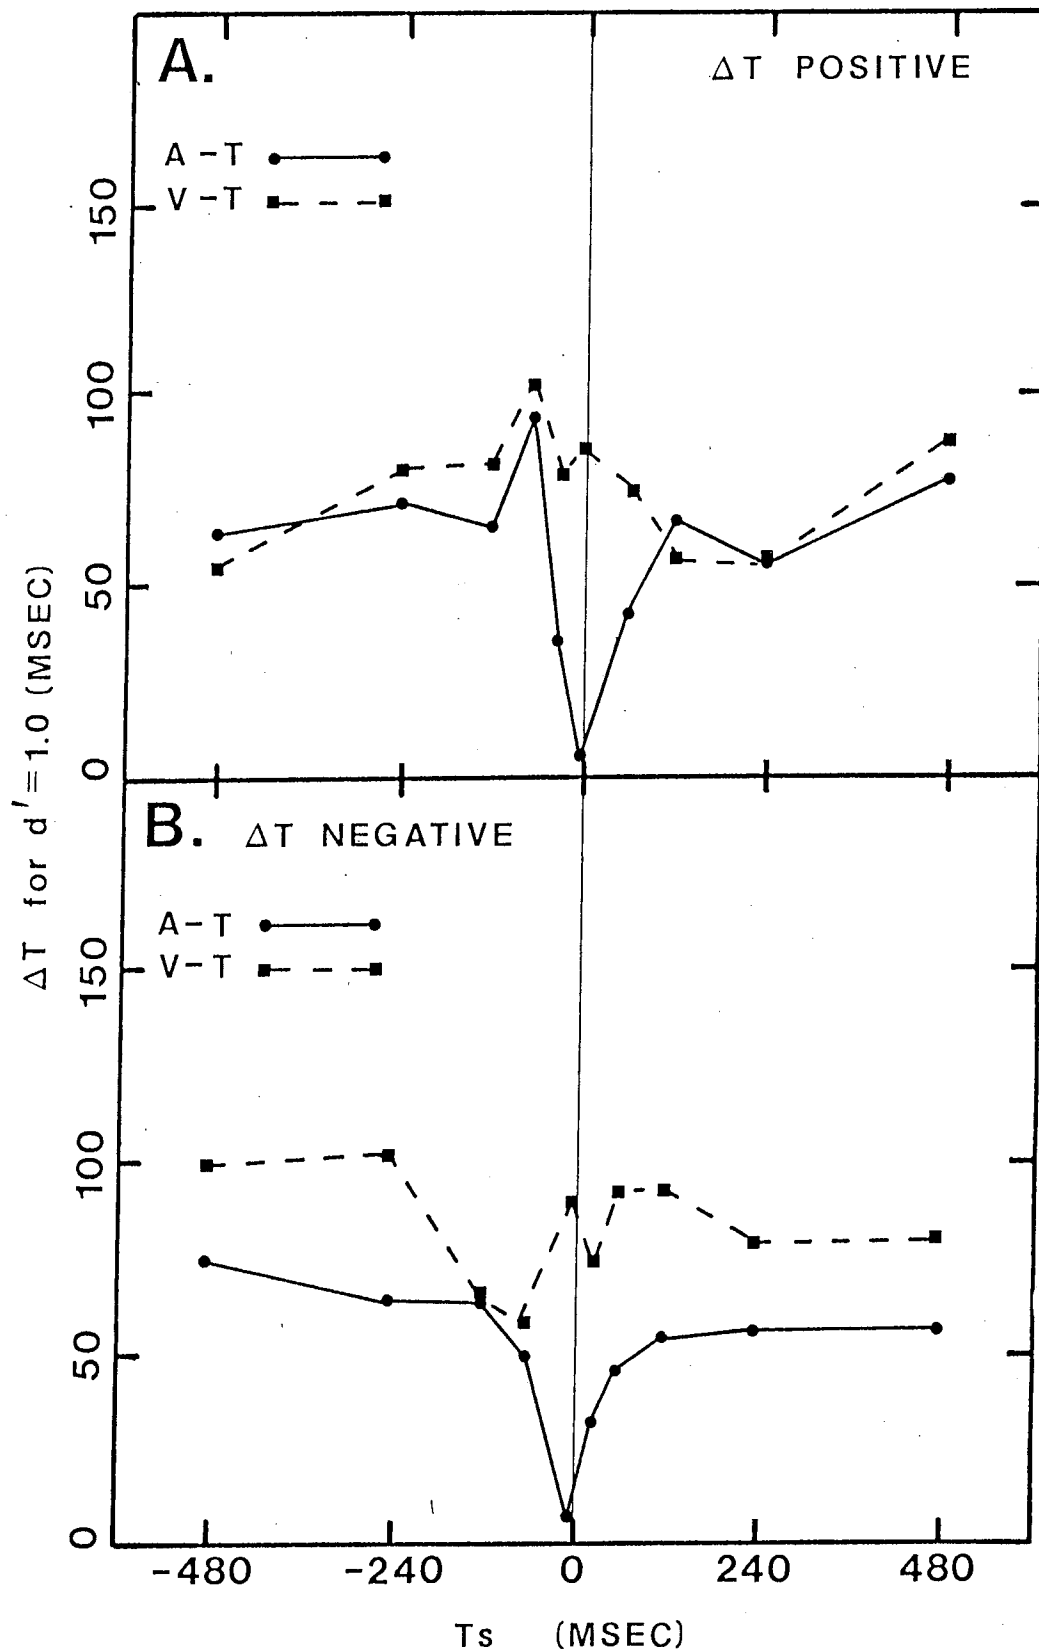 A.
ΔT POSITIVE
A-T
V-T
150
100
50
0
B. ΔT NEGATIVE
A-T
V-T
150
100
50
0
ΔT for d'=1.0 (MSEC)
-480 -240 0 240 480
Ts (MSEC)